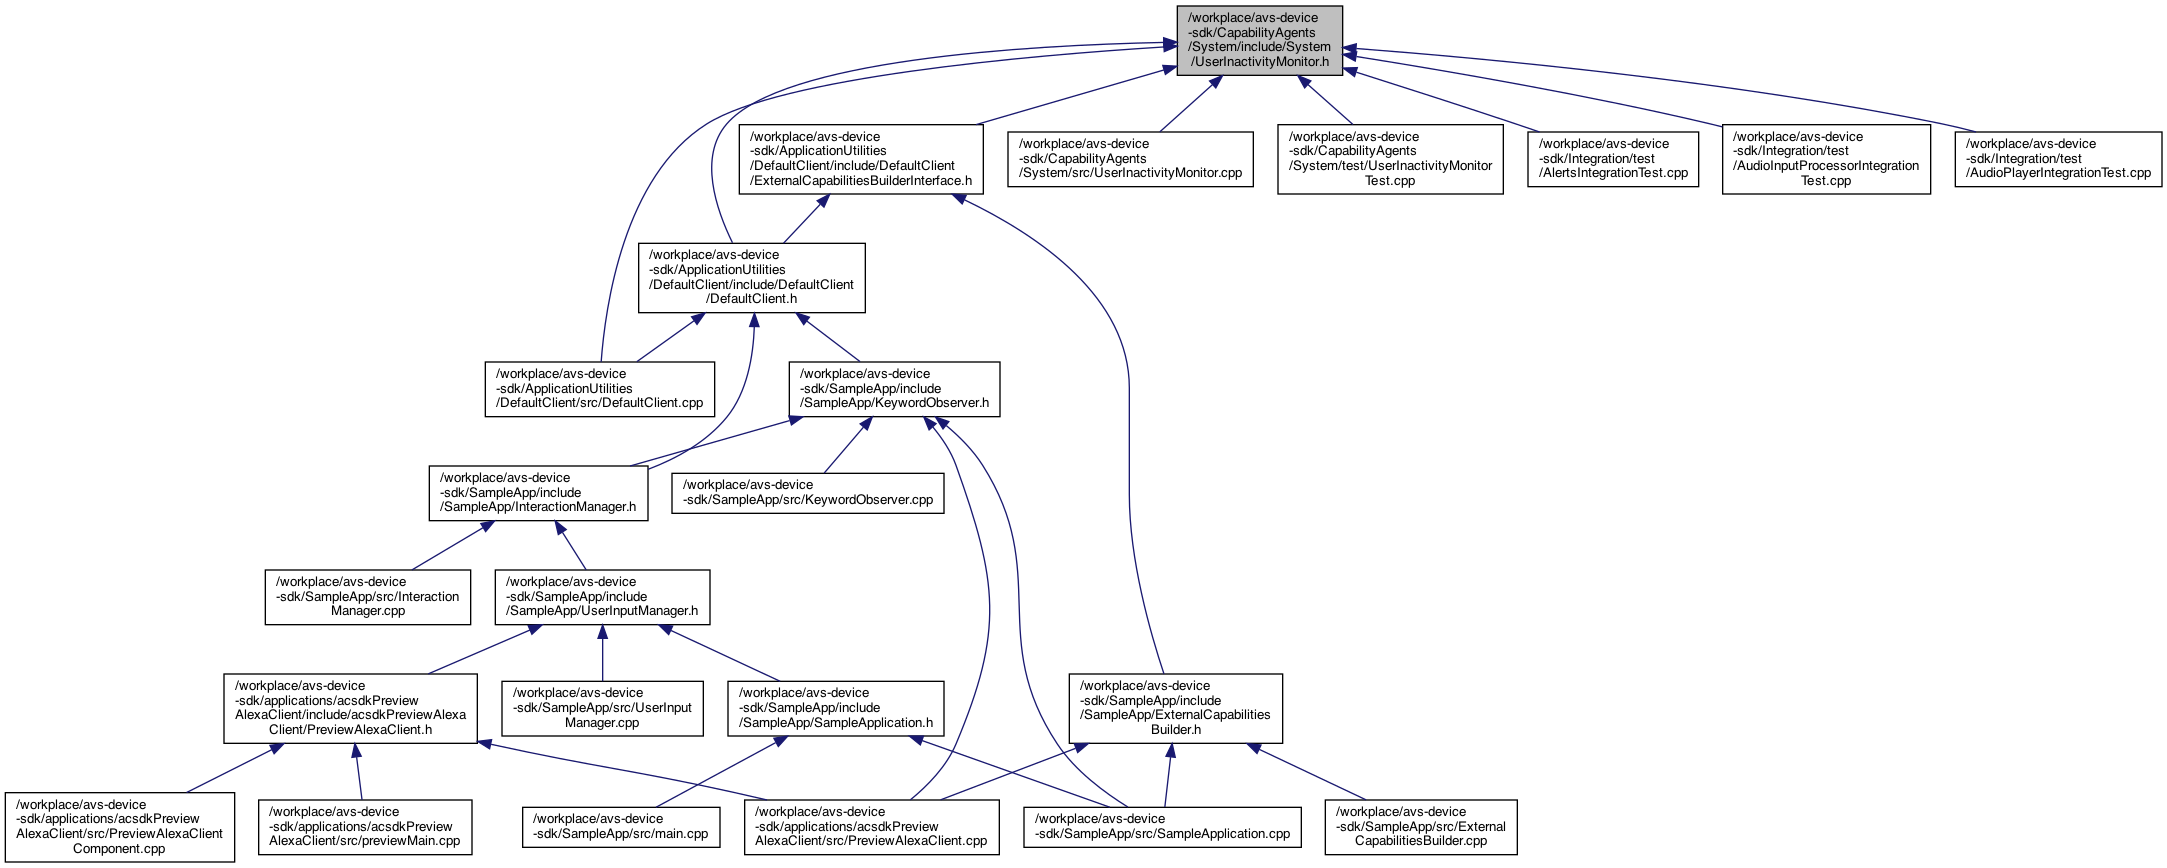 /workplace/avs-device
-sdk/CapabilityAgents
/System/include/System
/UserInactivityMonitor.h
/workplace/avs-device
-sdk/ApplicationUtilities
/DefaultClient/include/DefaultClient
/ExternalCapabilitiesBuilderInterface.h
/workplace/avs-device
-sdk/CapabilityAgents
/System/src/UserInactivityMonitor.cpp
/workplace/avs-device
-sdk/CapabilityAgents
/System/test/UserInactivityMonitor
Test.cpp
/workplace/avs-device
-sdk/Integration/test
/AlertsIntegrationTest.cpp
/workplace/avs-device
-sdk/Integration/test
/AudioInputProcessorIntegration
Test.cpp
/workplace/avs-device
-sdk/Integration/test
/AudioPlayerIntegrationTest.cpp
/workplace/avs-device
-sdk/ApplicationUtilities
/DefaultClient/include/DefaultClient
/DefaultClient.h
/workplace/avs-device
-sdk/ApplicationUtilities
/DefaultClient/src/DefaultClient.cpp
/workplace/avs-device
-sdk/SampleApp/include
/SampleApp/KeywordObserver.h
/workplace/avs-device
-sdk/SampleApp/include
/SampleApp/InteractionManager.h
/workplace/avs-device
-sdk/SampleApp/src/KeywordObserver.cpp
/workplace/avs-device
-sdk/SampleApp/src/Interaction
Manager.cpp
/workplace/avs-device
-sdk/SampleApp/include
/SampleApp/UserInputManager.h
/workplace/avs-device
-sdk/applications/acsdkPreview
AlexaClient/include/acsdkPreviewAlexa
Client/PreviewAlexaClient.h
/workplace/avs-device
-sdk/SampleApp/src/UserInput
Manager.cpp
/workplace/avs-device
-sdk/SampleApp/include
/SampleApp/SampleApplication.h
/workplace/avs-device
-sdk/SampleApp/include
/SampleApp/ExternalCapabilities
Builder.h
/workplace/avs-device
-sdk/applications/acsdkPreview
AlexaClient/src/PreviewAlexaClient
Component.cpp
/workplace/avs-device
-sdk/applications/acsdkPreview
AlexaClient/src/previewMain.cpp
/workplace/avs-device
-sdk/SampleApp/src/main.cpp
/workplace/avs-device
-sdk/applications/acsdkPreview
AlexaClient/src/PreviewAlexaClient.cpp
/workplace/avs-device
-sdk/SampleApp/src/SampleApplication.cpp
/workplace/avs-device
-sdk/SampleApp/src/External
CapabilitiesBuilder.cpp